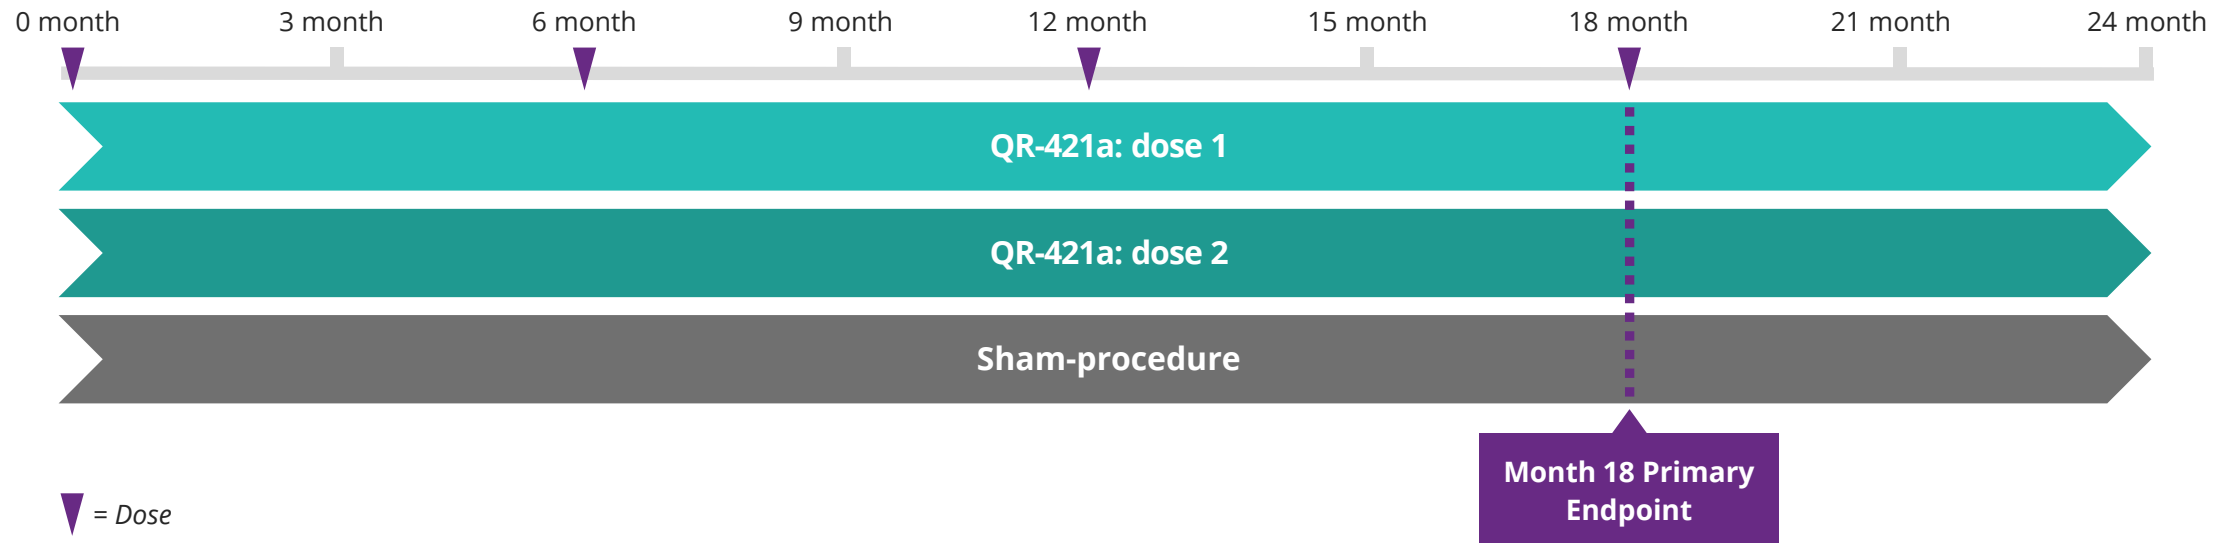 0 month
3 month
6 month
9 month
12 month
15 month
18 month
21 month
24 month
QR-421a: dose 1
QR-421a: dose 2
Sham-procedure
Month 18 Primary
Endpoint
= Dose